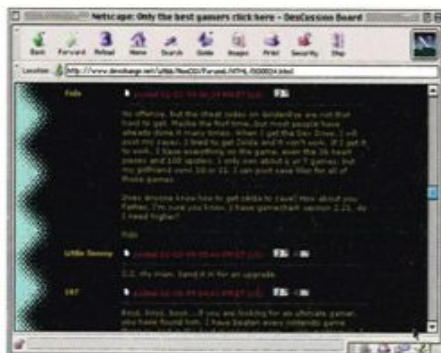 Netscape: Only the best gamers click here - DexCussion Board
Back Forward Reload Home Search Guide Images Print Security Stop
Location:
Fido
No offense, but the cheat codes on GoldenEye are not that
hard to get. Maybe the first time, but most people have
already done it many times. When I get the Dex Drive, I will
post my saves. I tried to get Zelda and it won't work. If I get it
to work, I have everything on the game, even the 36 heart
pieces and 100 spiders. I only own about 6 or 7 games, but
my girlfriend owns 10 or 11. I can post save files for all of
those games.
Does anyone know how to get zelda to save? How about you
Father, I'm sure you know. I have gameshark version 2.21, do
I need higher?
Fido
Little Tommy
2.2, my man. Send it in for an upgrade.
187
Boyz, boyz, boyz...If you are looking for an ultimate gamer,
you have found him. I have beaten every nintendo game